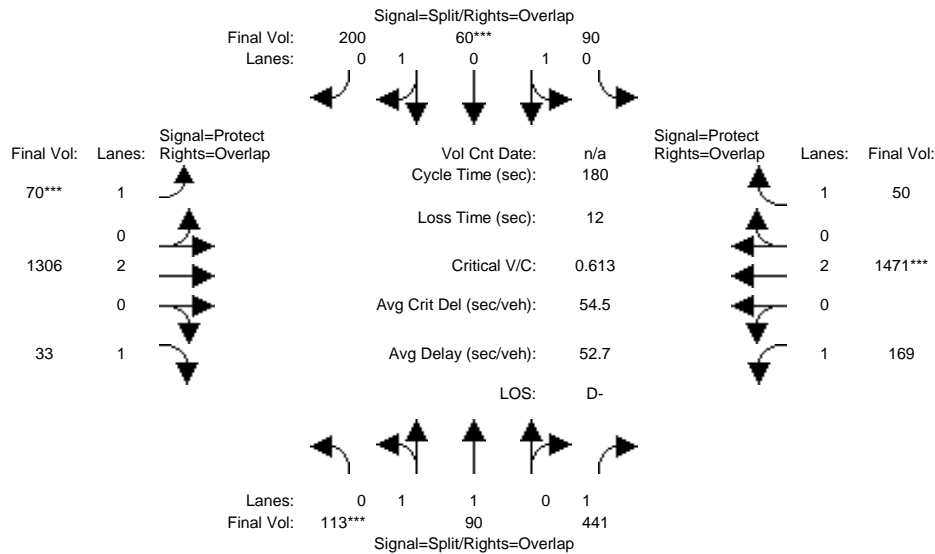 Signal=Split/Rights=Overlap
Final Vol: 200 60*** 90
Lanes: 0 1 0 1 0
Signal=Protect Signal=Protect
Final Vol: Lanes: Rights=Overlap Vol Cnt Date: n/a Rights=Overlap Lanes: Final Vol:
Cycle Time (sec): 180
70*** 1 1 50
Loss Time (sec): 12
0 0
1306 2 Critical V/C: 0.613 2 1471***
0 Avg Crit Del (sec/veh): 54.5 0
33 1 Avg Delay (sec/veh): 52.7 1 169
LOS: D-
Lanes: 0 1 1 0 1
Final Vol: 113*** 90 441
Signal=Split/Rights=Overlap